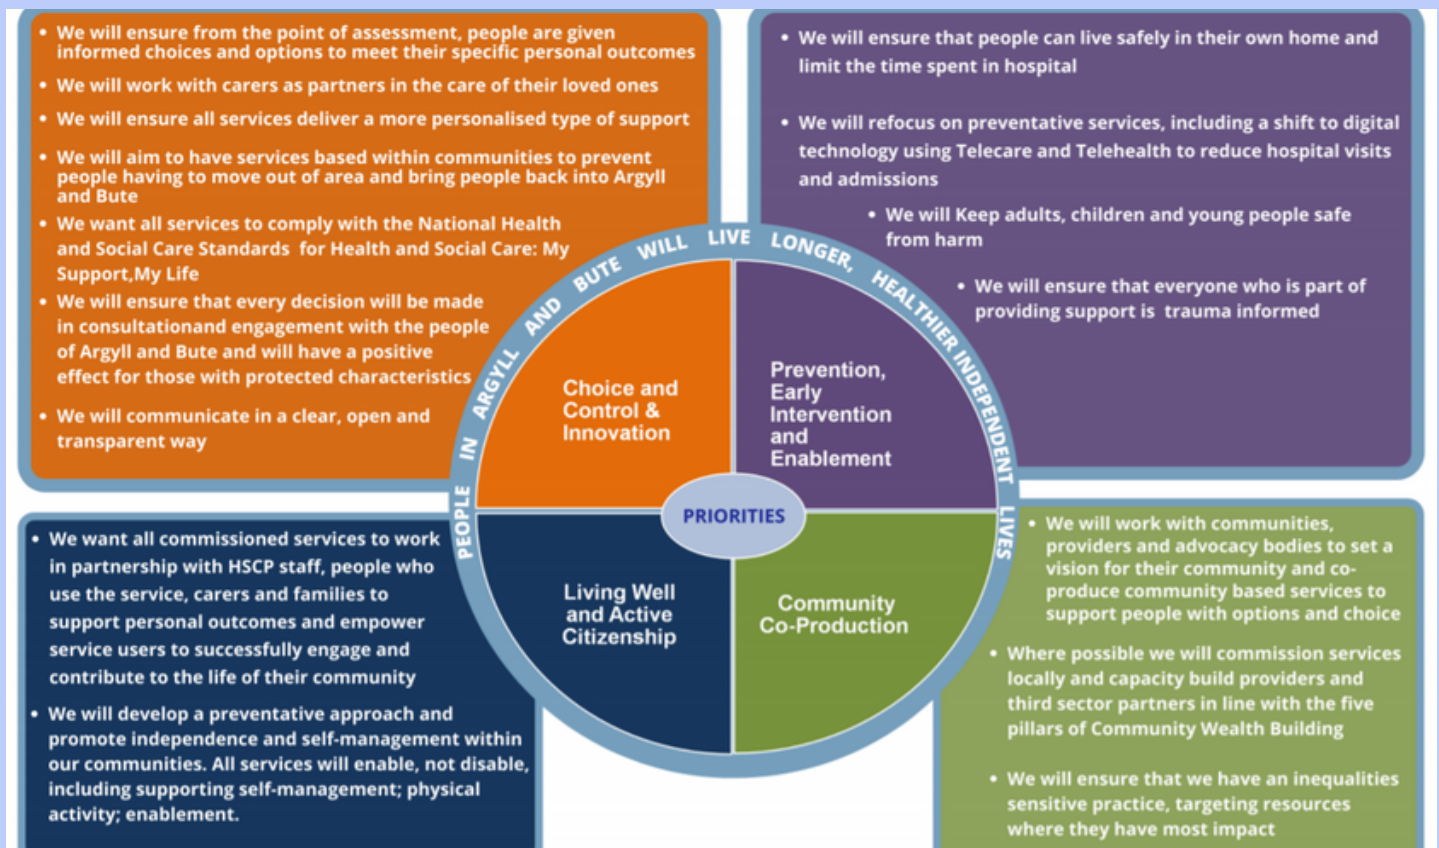 • We will ensure from the point of assessment, people are given
informed choices and options to meet their specific personal outcomes
• We will work with carers as partners in the care of their loved ones
• We will ensure all services deliver a more personalised type of support
• We will aim to have services based within communities to prevent
people having to move out of area and bring people back into Argyll
and Bute
• We want all services to comply with the National Health
and Social Care Standards for Health and Social Care: My
Support,My Life
• We will ensure that every decision will be made
in consultationand engagement with the people
of Argyll and Bute and will have a positive
effect for those with protected characteristics
• We will communicate in a clear, open and
transparent way
• We will ensure that people can live safely in their own home and
limit the time spent in hospital
• We will refocus on preventative services, including a shift to digital
technology using Telecare and Telehealth to reduce hospital visits
and admissions
• We will Keep adults, children and young people safe
from harm
• We will ensure that everyone who is part of
providing support is trauma informed
PEOPLE IN ARGYLL AND BUTE WILL LIVE LONGER, HEALTHIER INDEPENDENT LIVES
Choice and
Control &
Innovation
Prevention,
Early
Intervention
and
Enablement
PRIORITIES
Living Well
and Active
Citizenship
Community
Co-Production
• We want all commissioned services to work
in partnership with HSCP staff, people who
use the service, carers and families to
support personal outcomes and empower
service users to successfully engage and
contribute to the life of their community
• We will develop a preventative approach and
promote independence and self-management within
our communities. All services will enable, not disable,
including supporting self-management; physical
activity; enablement.
• We will work with communities,
providers and advocacy bodies to set a
vision for their community and co-
produce community based services to
support people with options and choice
• Where possible we will commission services
locally and capacity build providers and
third sector partners in line with the five
pillars of Community Wealth Building
• We will ensure that we have an inequalities
sensitive practice, targeting resources
where they have most impact